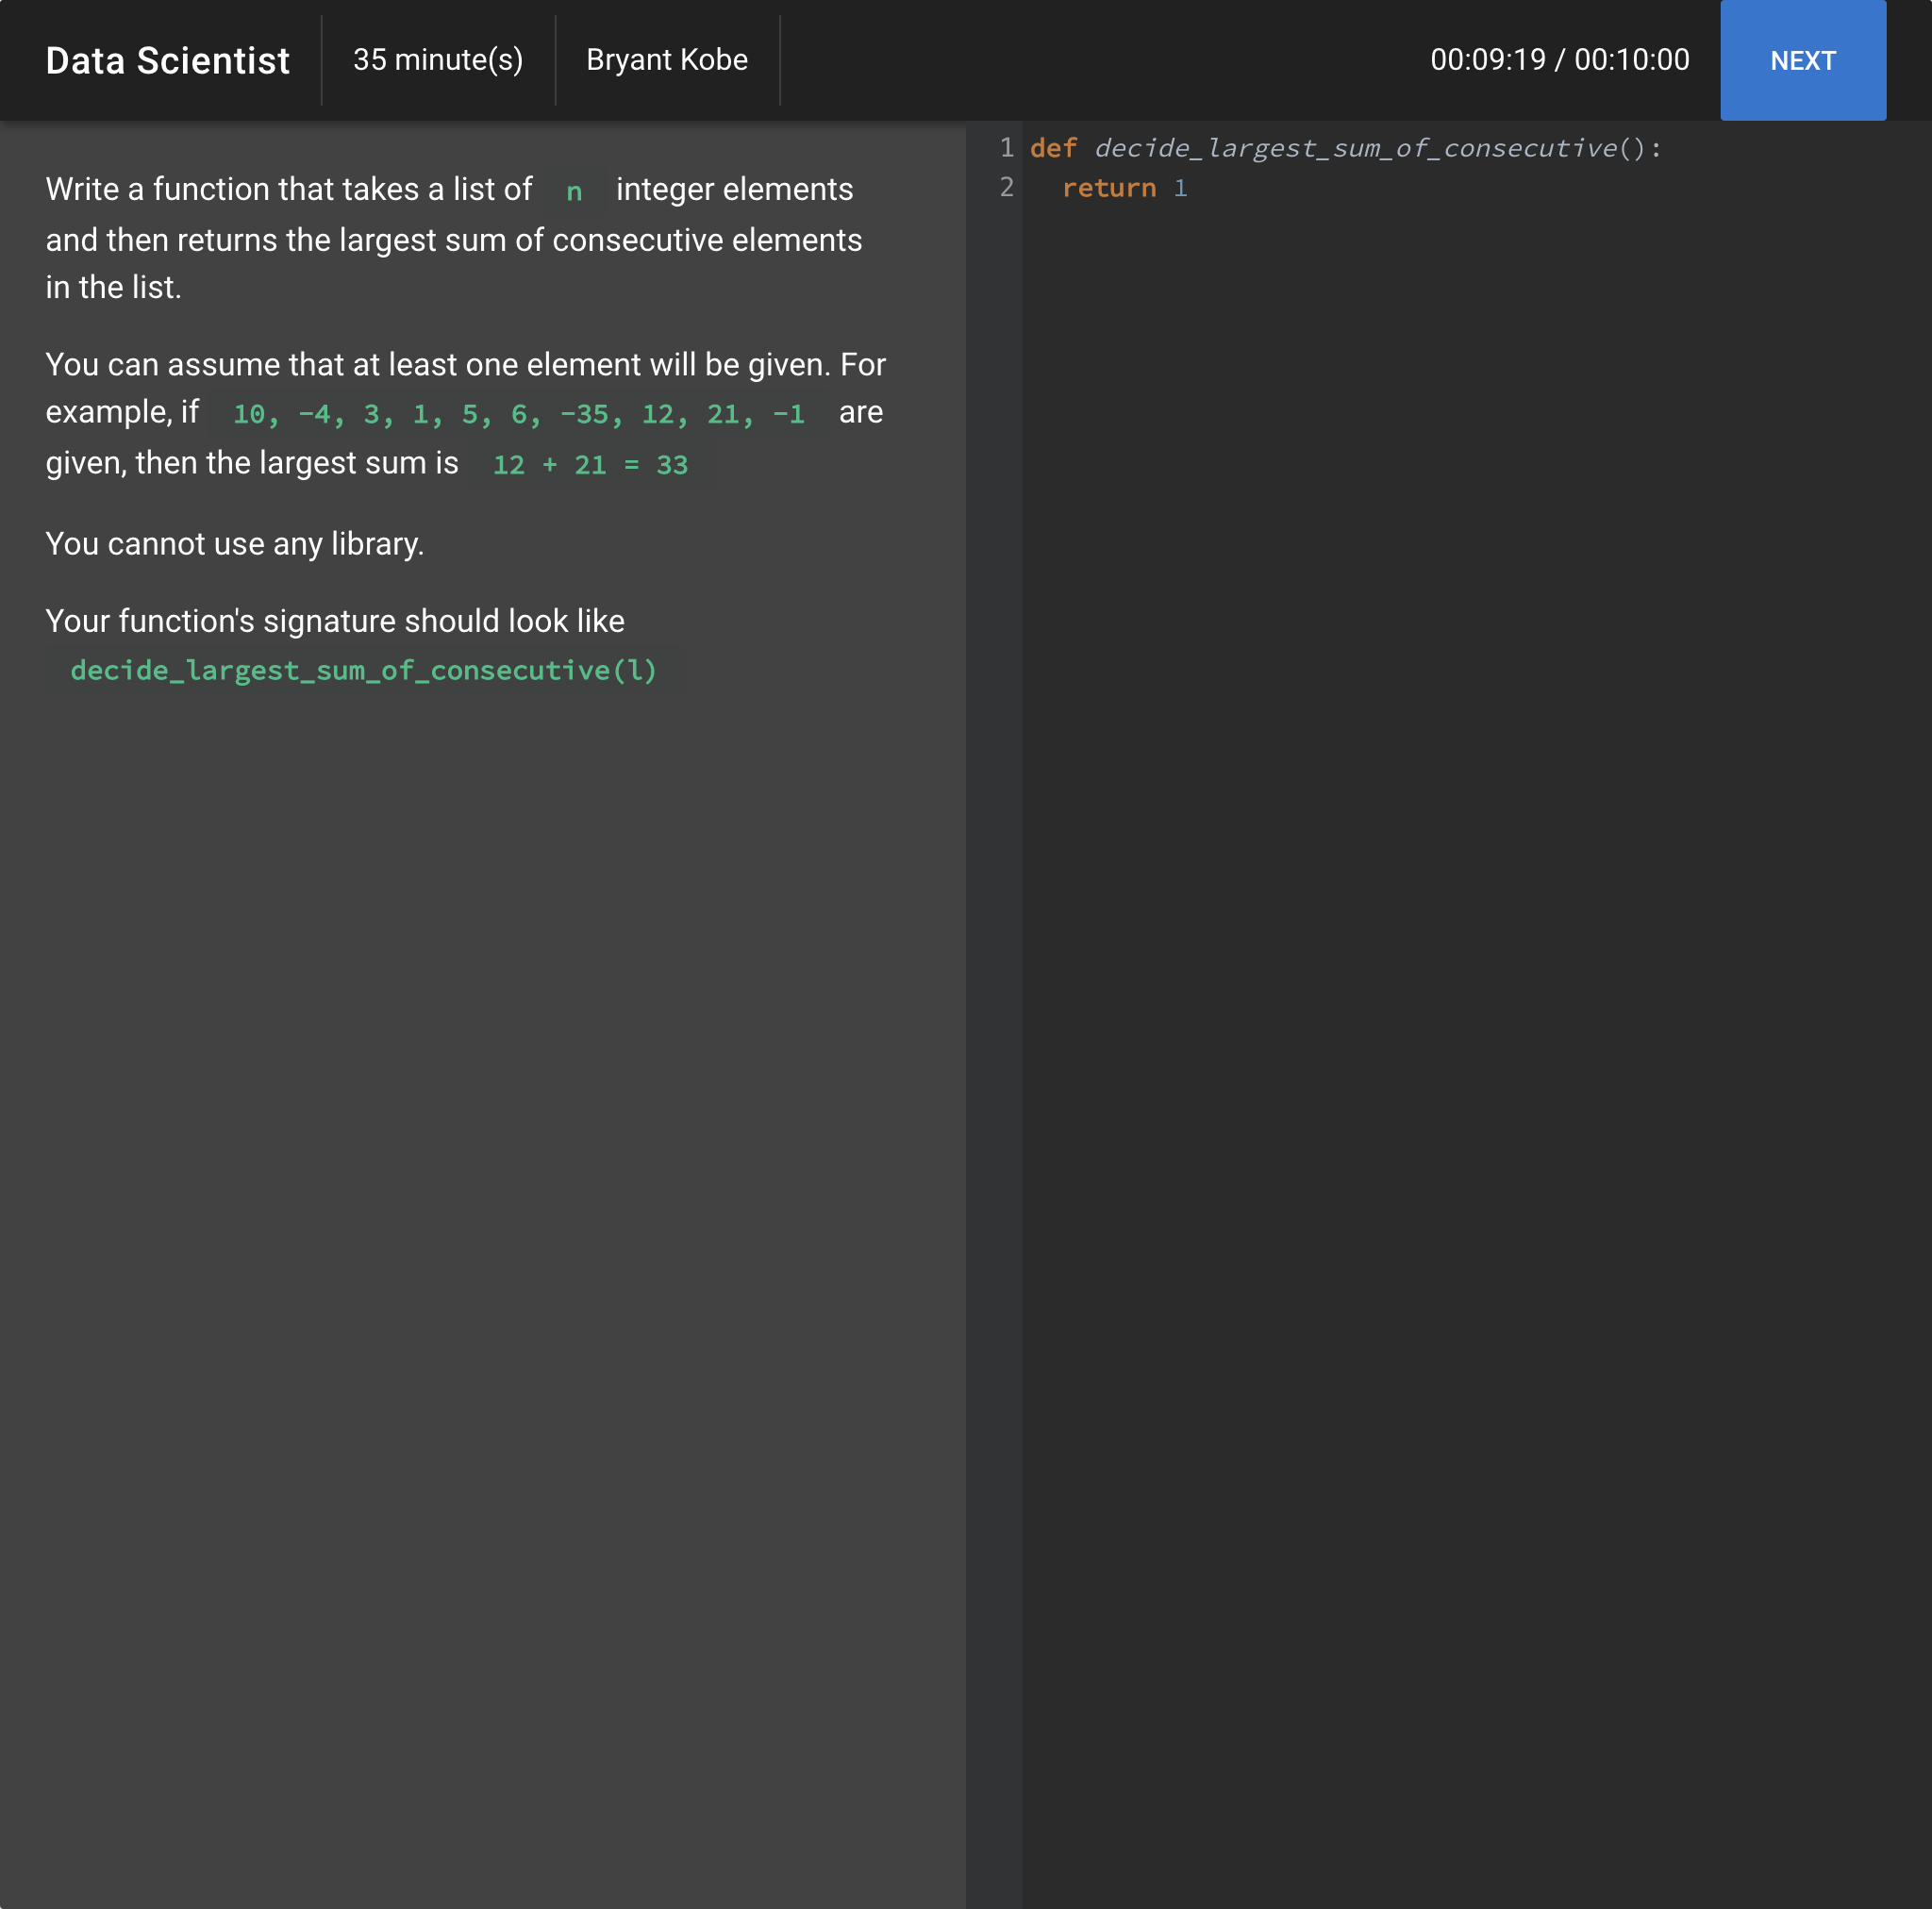 Data Scientist
35 minute(s)
Bryant Kobe
00:09:19 / 00:10:00
NEXT
Write a function that takes a list of n integer elements
and then returns the largest sum of consecutive elements
in the list.
You can assume that at least one element will be given. For
example, if 10, -4, 3, 1, 5, 6, -35, 12, 21, -1 are
given, then the largest sum is 12 + 21 = 33
You cannot use any library.
Your function's signature should look like
decide_largest_sum_of_consecutive(l)
1 def decide_largest_sum_of_consecutive():
2   return 1